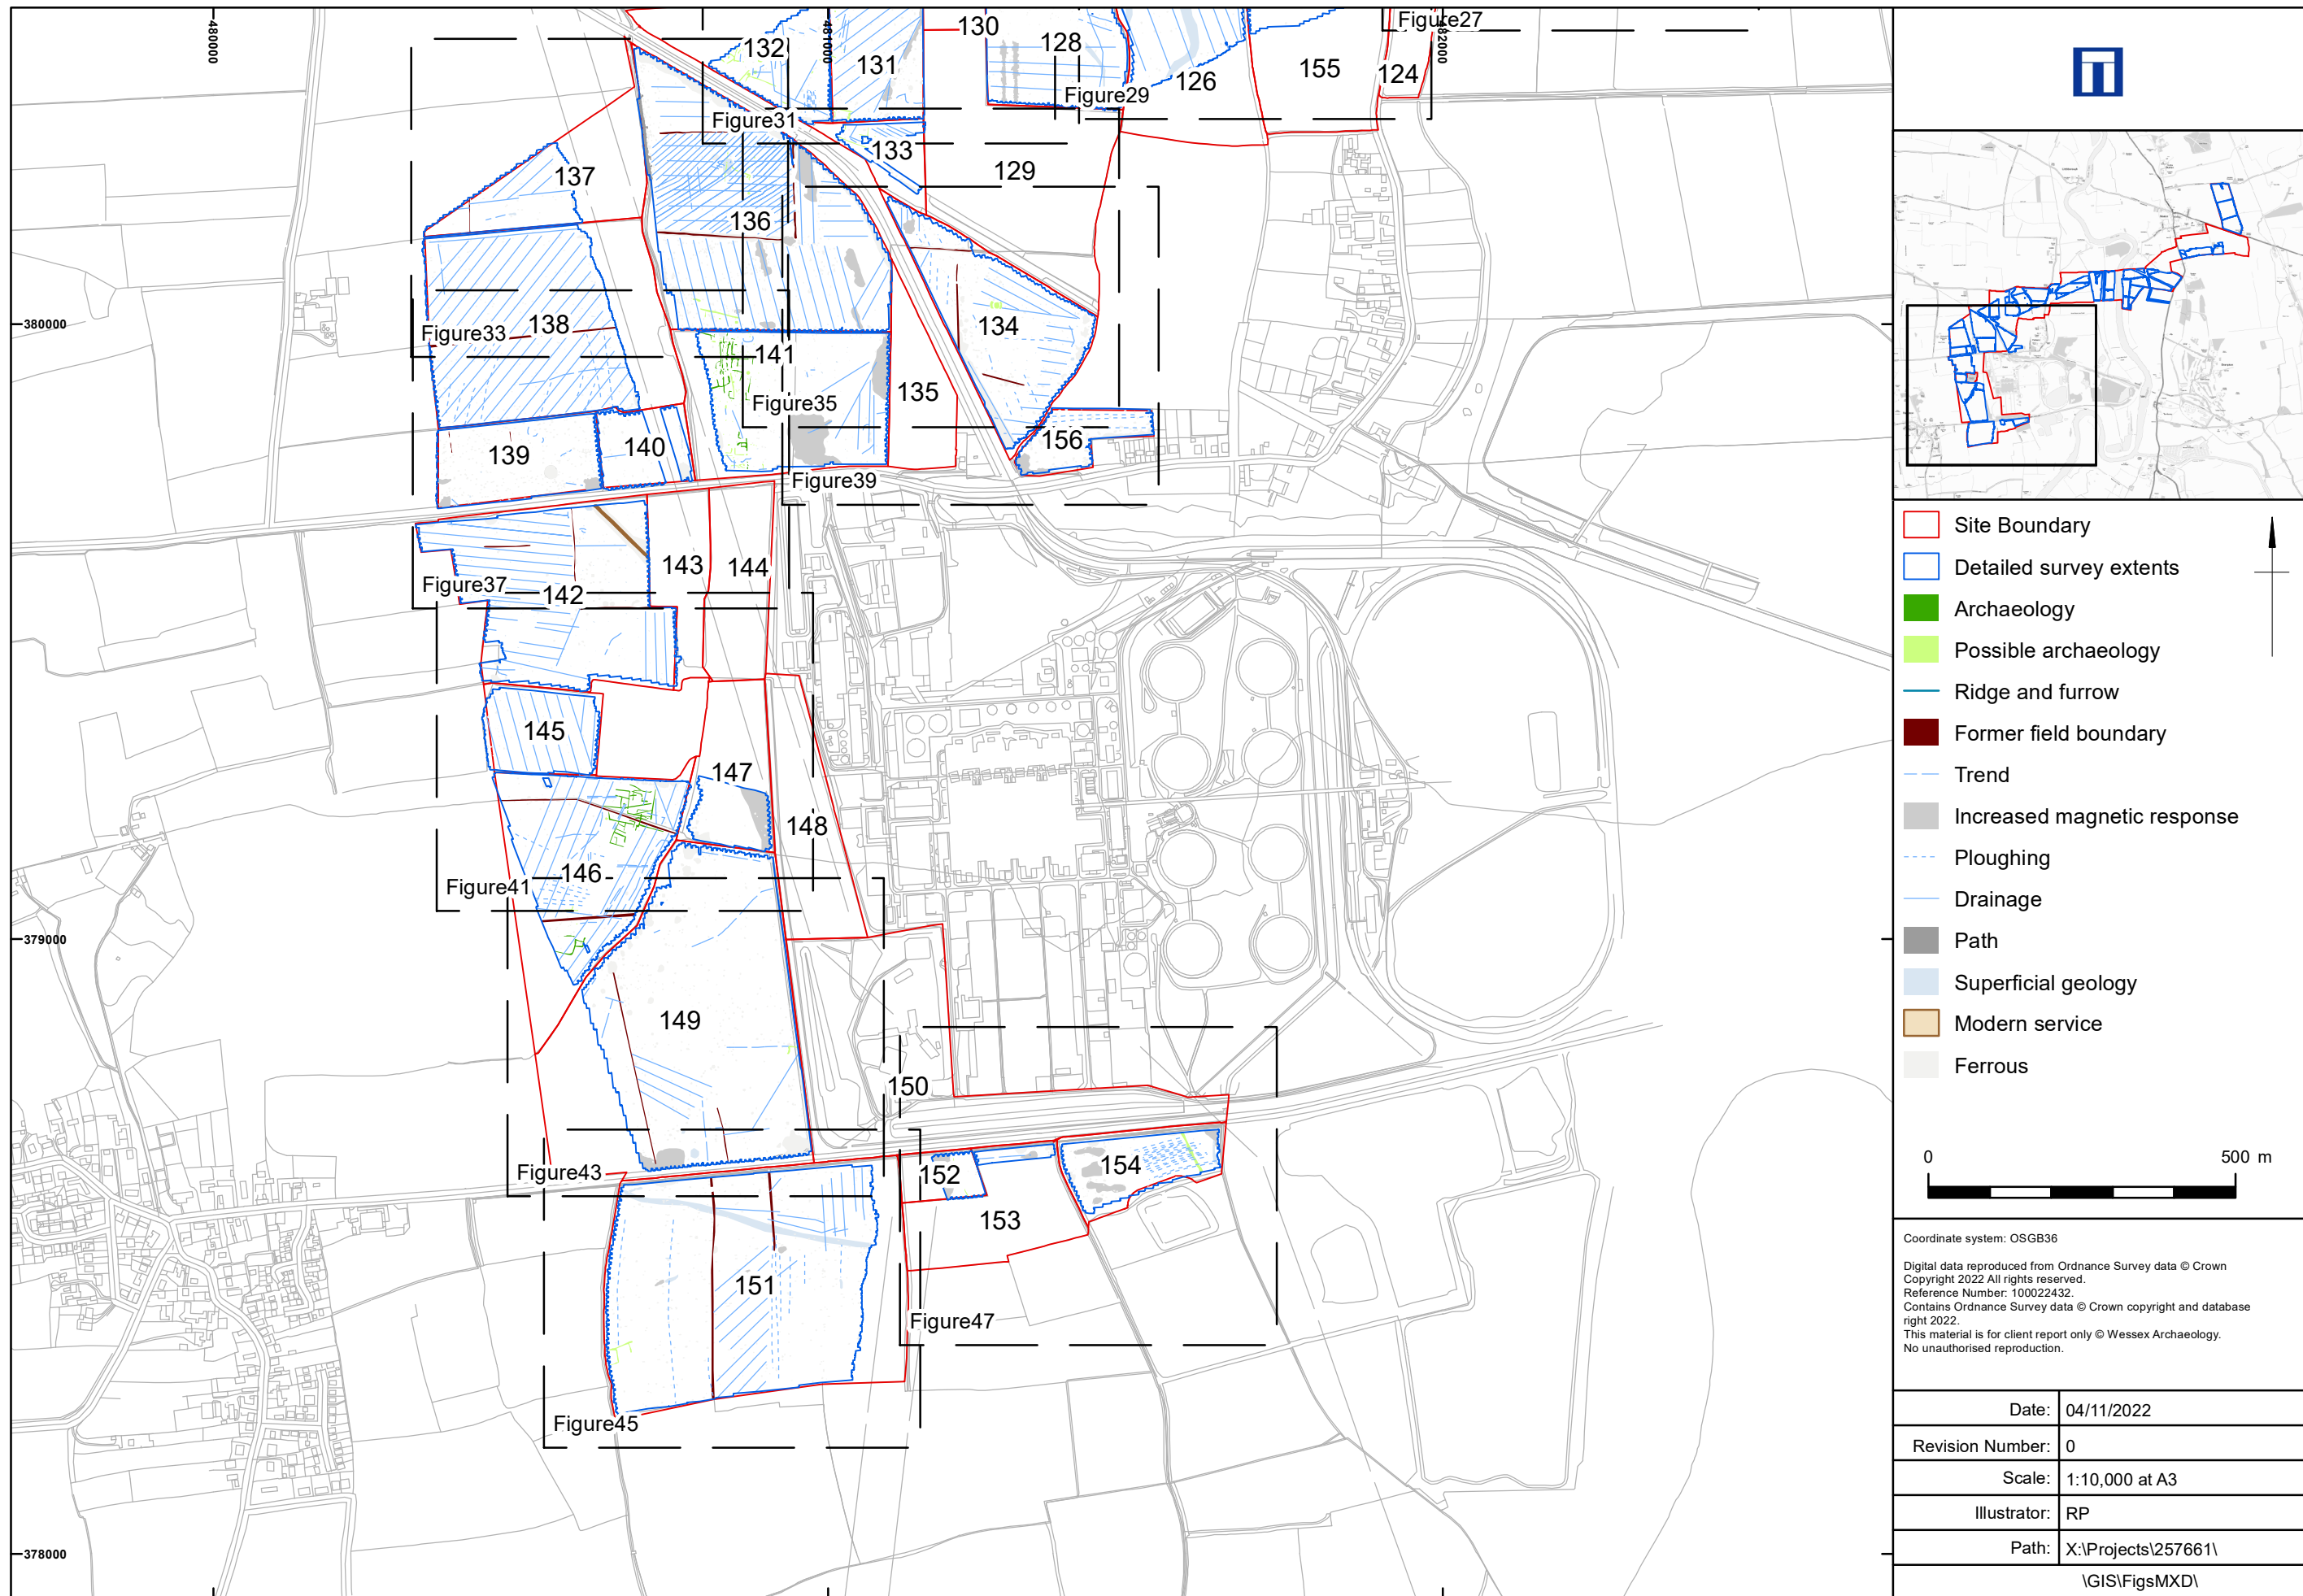 480000
481000
482000
Figure27
130
132
128
131
126
155
124
Figure29
Figure31
133
129
137
136
380000
138
Figure33
134
141
135
Figure35
139
140
156
Figure39
143
144
Figure37
142
145
147
148
146
Figure41
379000
149
150
152
154
Figure43
153
151
Figure47
Figure45
378000
Site Boundary
Detailed survey extents
Archaeology
Possible archaeology
Ridge and furrow
Former field boundary
Trend
Increased magnetic response
Ploughing
Drainage
Path
Superficial geology
Modern service
Ferrous
0 500 m
Coordinate system: OSGB36
Digital data reproduced from Ordnance Survey data © Crown
Copyright 2022 All rights reserved.
Reference Number: 100022432.
Contains Ordnance Survey data © Crown copyright and database
right 2022.
This material is for client report only © Wessex Archaeology.
No unauthorised reproduction.
Date: 04/11/2022
Revision Number: 0
Scale: 1:10,000 at A3
Illustrator: RP
Path: X:\Projects\257661\
\GIS\FigsMXD\